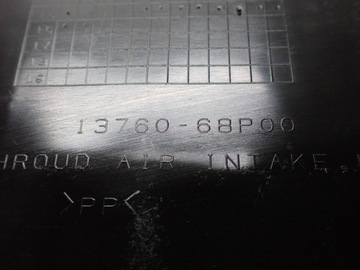 13760-68P00
HROUD AIR INTAKE,
>PP<